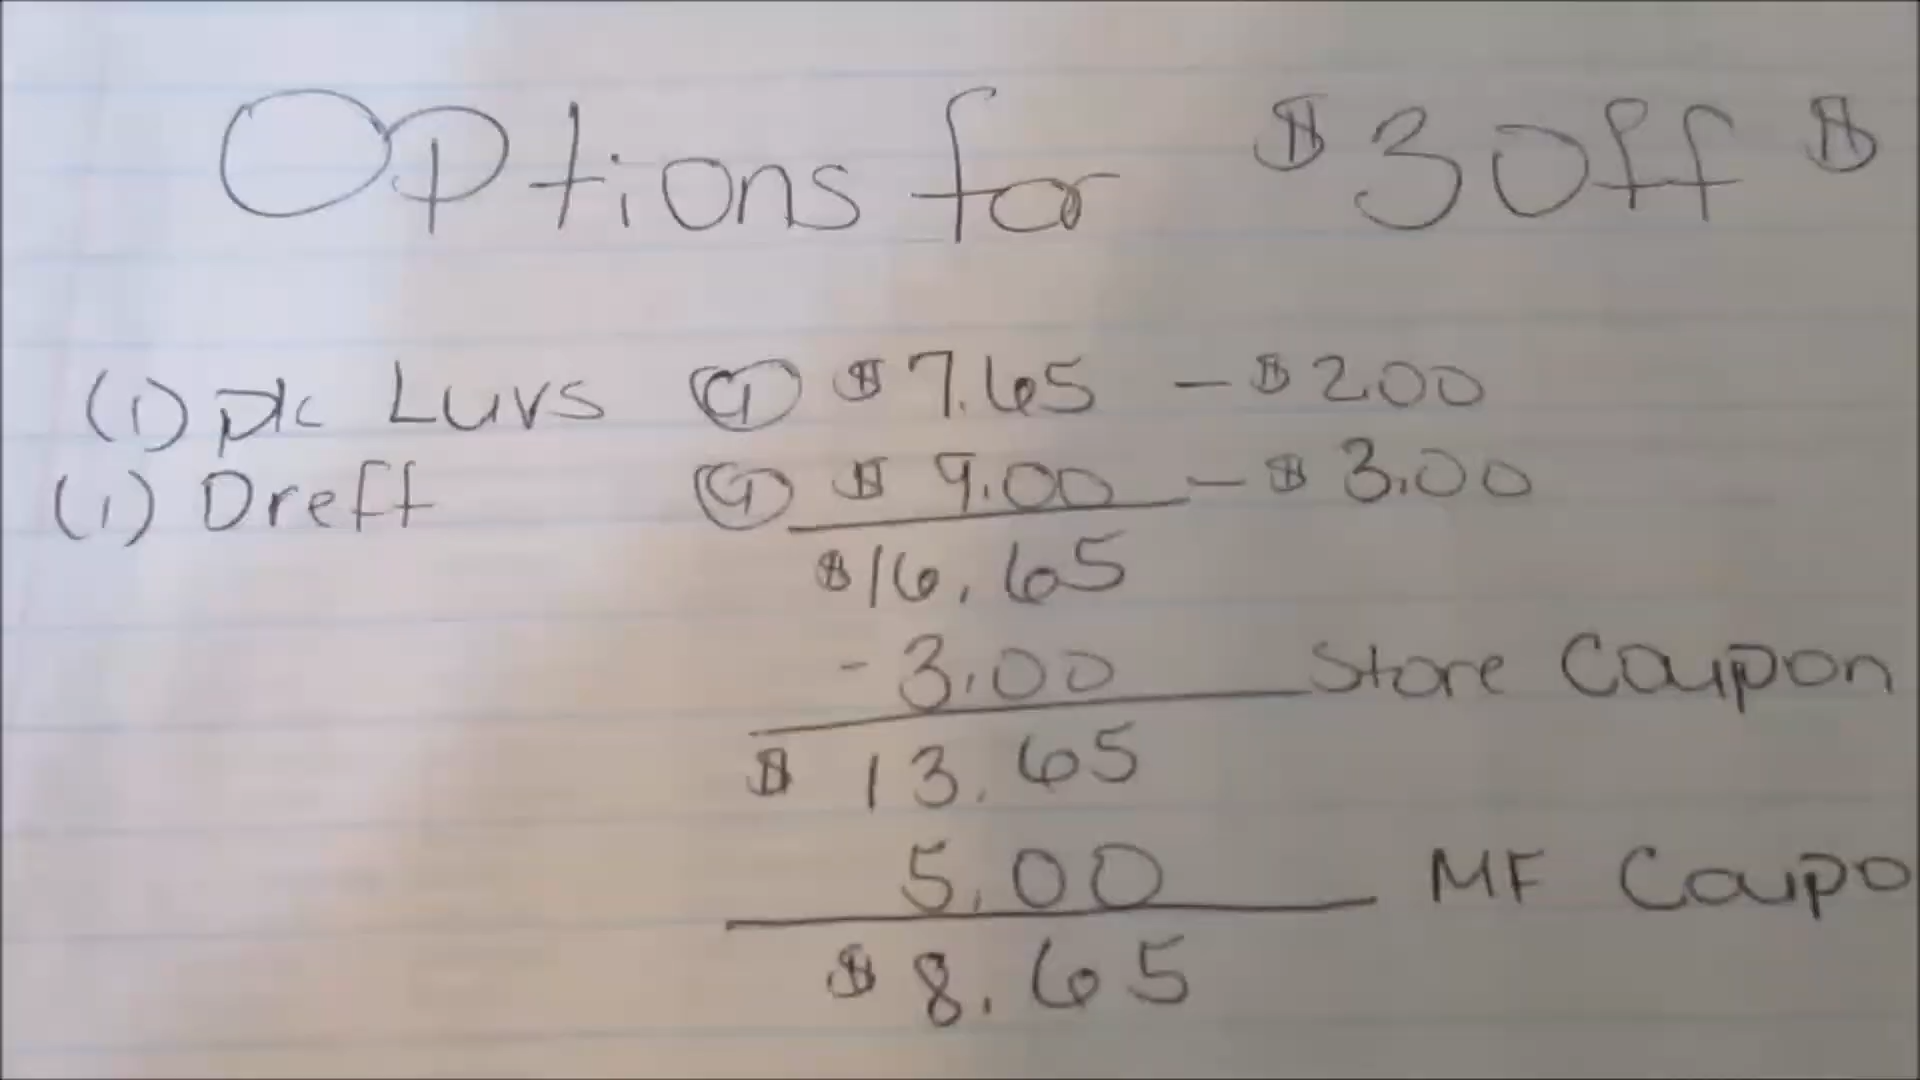 Options for $3 Off $
(1) pk Luvs @ $7.65 - $2.00
(1) Dreft @ $9.00 - $3.00
$16.65
- 3.00 Store Coupon
$13.65
5.00 MF Coupo
$8.65